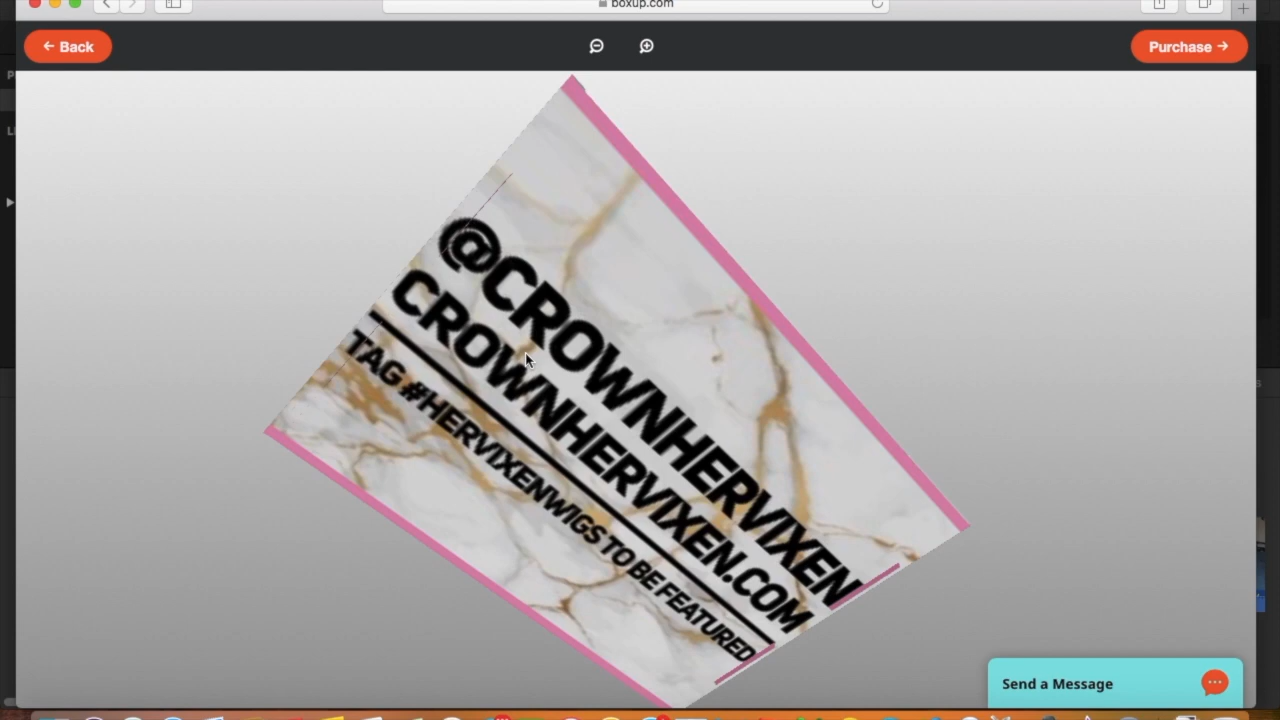 boxup.com
← Back
Purchase →
@CROWNHERVIXEN
CROWNHERVIXEN.COM
TAG #HERVIXENWIGS TO BE FEATURED
Send a Message